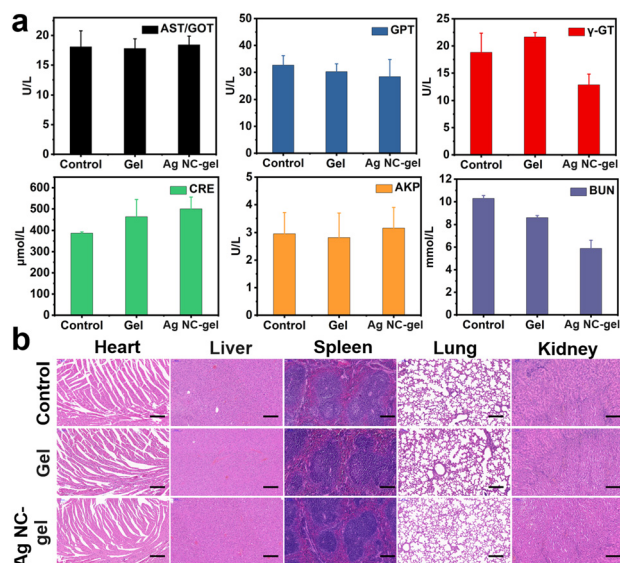 a
AST/GOT
U/L
20
15
10
5
0
Control Gel Ag NC-gel
GPT
U/L
50
40
30
20
10
0
Control Gel Ag NC-gel
γ-GT
U/L
25
20
15
10
5
0
Control Gel Ag NC-gel
CRE
μmol/L
600
500
400
300
200
100
0
Control Gel Ag NC-gel
AKP
U/L
5
4
3
2
1
0
Control Gel Ag NC-gel
BUN
mmol/L
10
8
6
4
2
0
Control Gel Ag NC-gel
b
Heart Liver Spleen Lung Kidney
Control
Gel
Ag NC-
gel